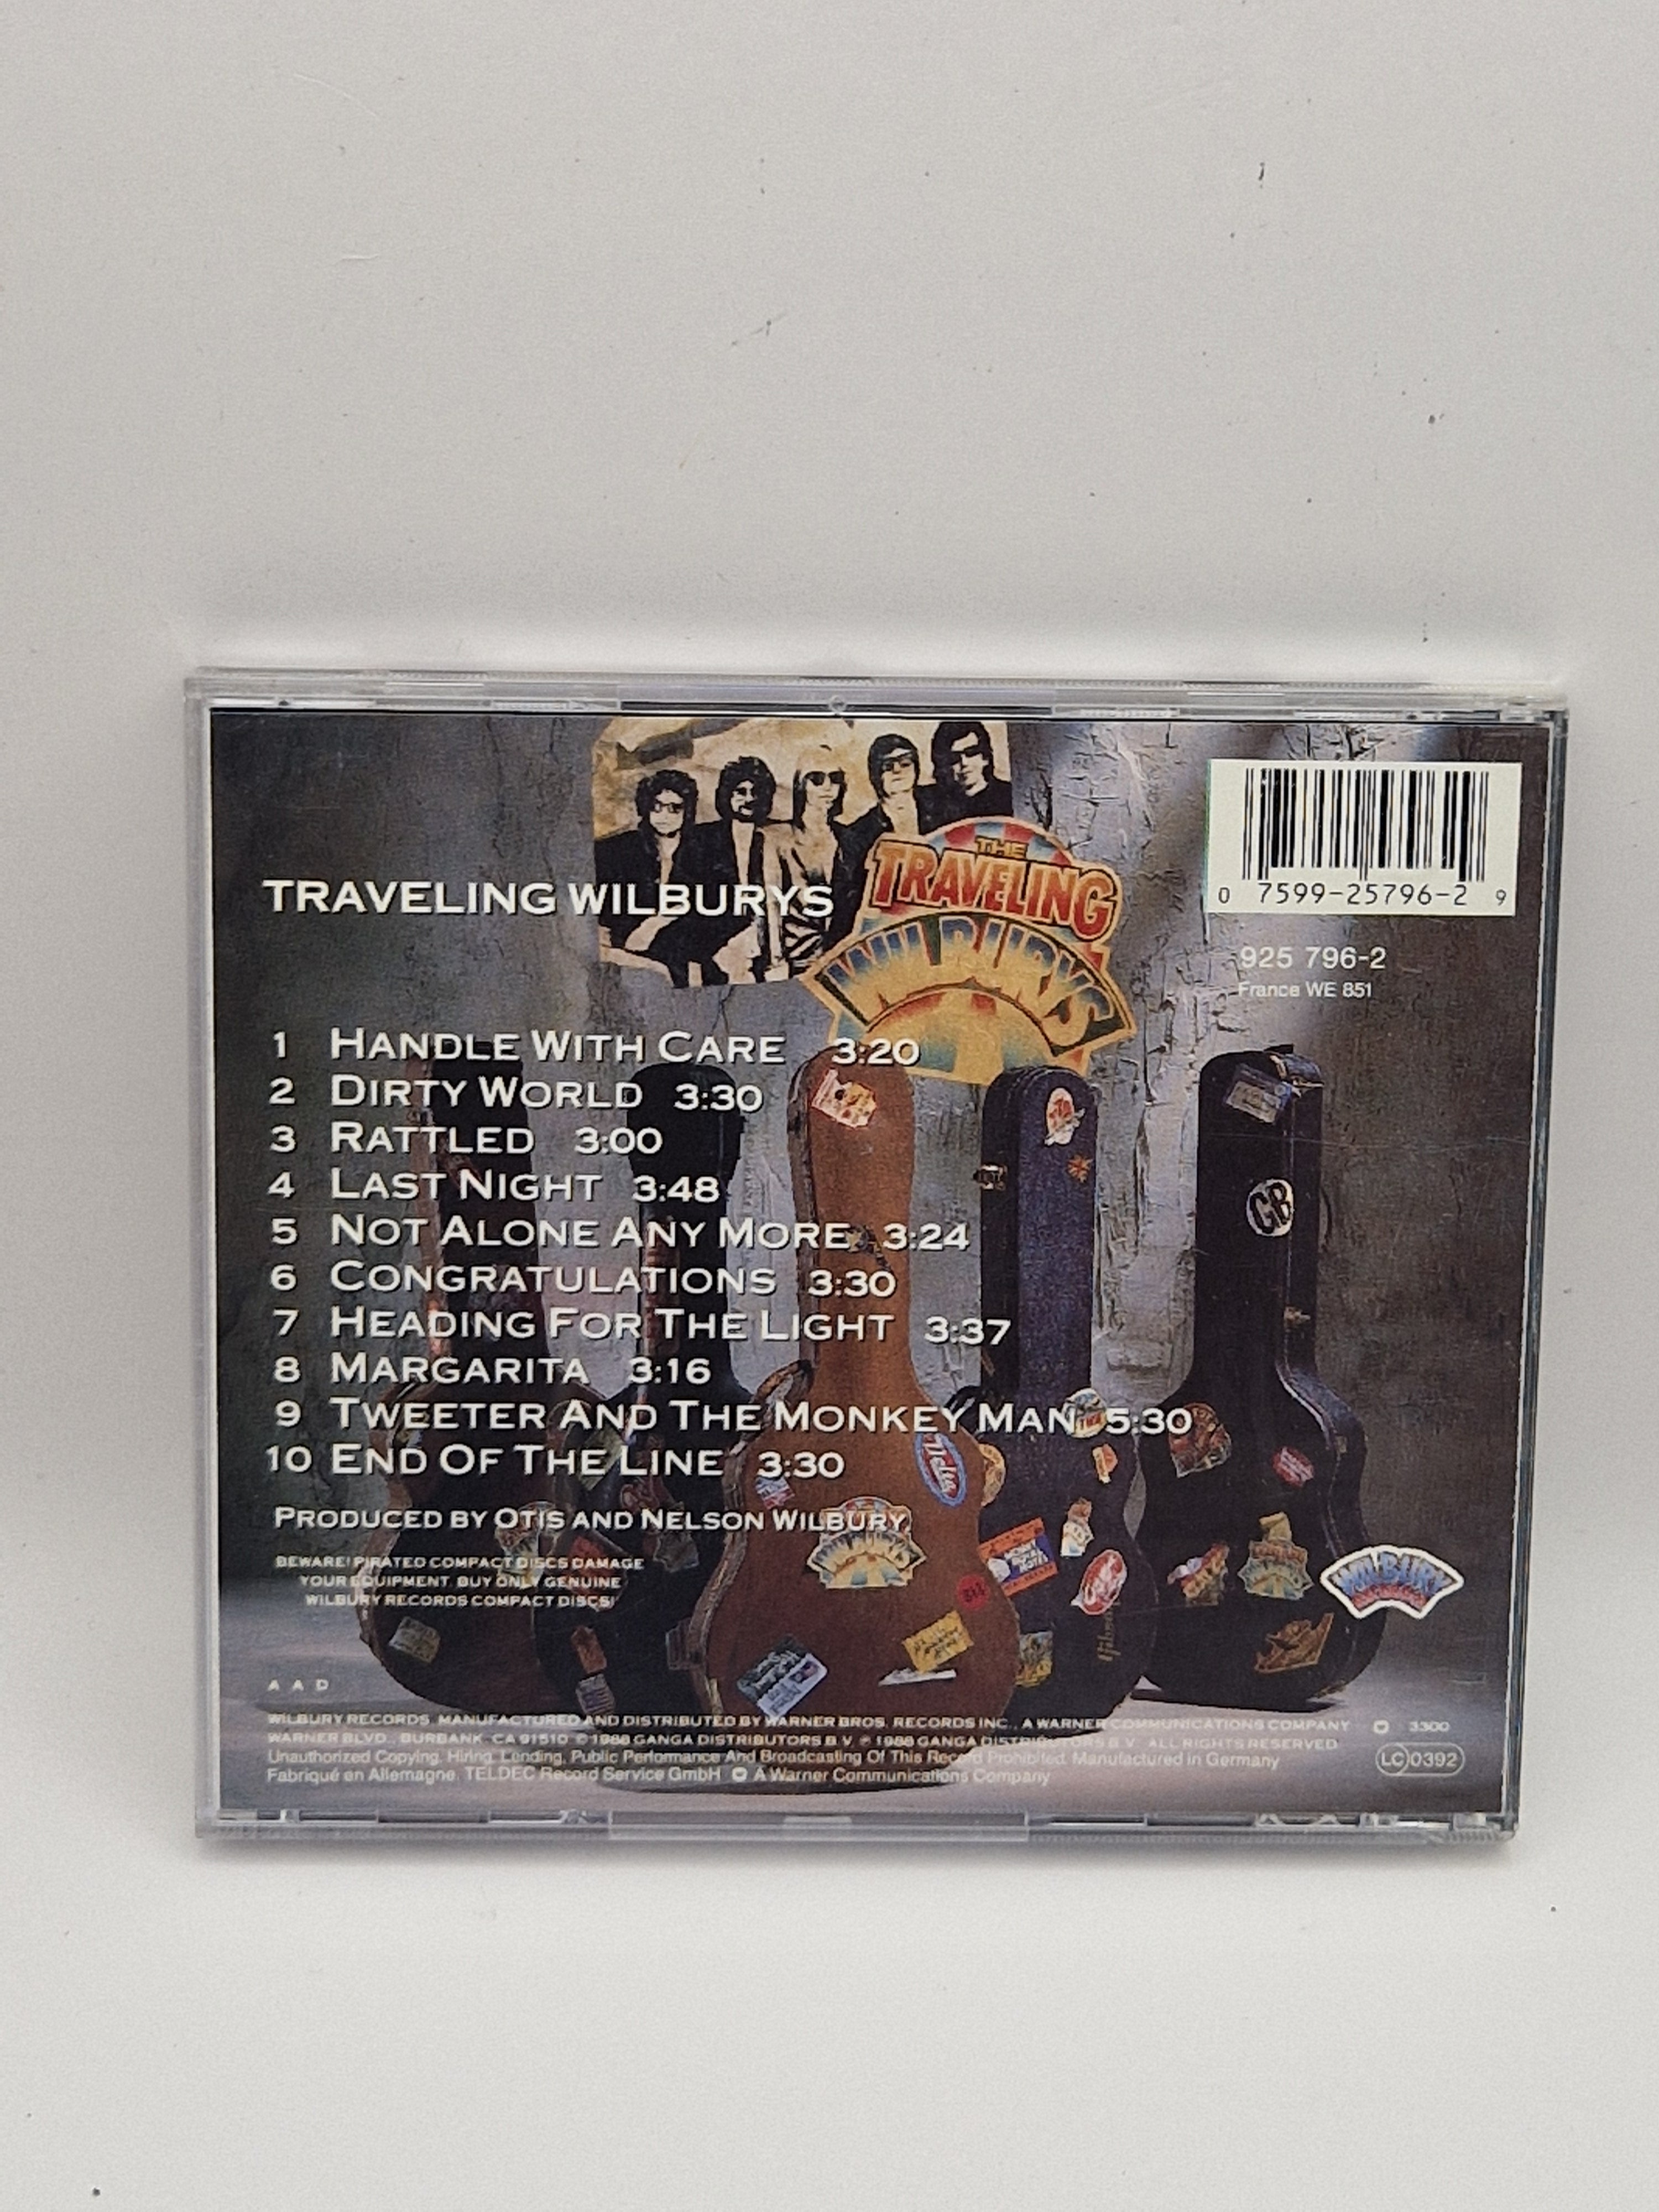 THE
TRAVELING
WILBURYS
TRAVELING WILBURYS
0 7599-25796-2 9
925 796-2
France WE 851
1 HANDLE WITH CARE 3:20
2 DIRTY WORLD 3:30
3 RATTLED 3:00
4 LAST NIGHT 3:48
5 NOT ALONE ANY MORE 3:24
6 CONGRATULATIONS 3:30
7 HEADING FOR THE LIGHT 3:37
8 MARGARITA 3:16
9 TWEETER AND THE MONKEY MAN 5:30
10 END OF THE LINE 3:30
GB
Delta
PRODUCED BY OTIS AND NELSON WILBURY
WILBURYS
WILBURY
BEWARE! PIRATED COMPACT DISCS DAMAGE
YOUR EQUIPMENT. BUY ONLY GENUINE
WILBURY RECORDS COMPACT DISCS!
A A D
WILBURY RECORDS. MANUFACTURED AND DISTRIBUTED BY WARNER BROS. RECORDS INC., A WARNER COMMUNICATIONS COMPANY 3300
WARNER BLVD., BURBANK, CA 91510 © 1988 GANGA DISTRIBUTORS B.V. ℗ 1988 GANGA DISTRIBUTORS B.V. ALL RIGHTS RESERVED
Unauthorized Copying, Hiring, Lending, Public Performance And Broadcasting Of This Record Prohibited. Manufactured in Germany
Fabriqué en Allemagne. TELDEC Record Service GmbH A Warner Communications Company
LC 0392